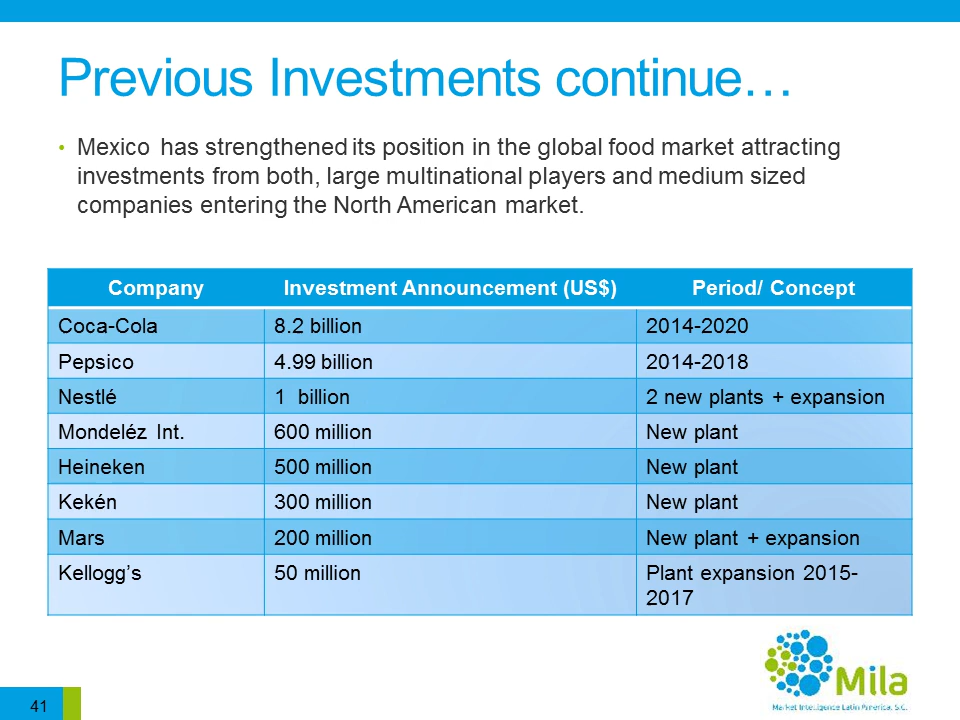 Previous Investments continue…
• Mexico has strengthened its position in the global food market attracting
investments from both, large multinational players and medium sized
companies entering the North American market.
Company Investment Announcement (US$) Period/ Concept
Coca-Cola 8.2 billion 2014-2020
Pepsico 4.99 billion 2014-2018
Nestlé 1 billion 2 new plants + expansion
Mondeléz Int. 600 million New plant
Heineken 500 million New plant
Kekén 300 million New plant
Mars 200 million New plant + expansion
Kellogg’s 50 million Plant expansion 2015-
2017
Mila
Market Intelligence Latin America, S.C.
41